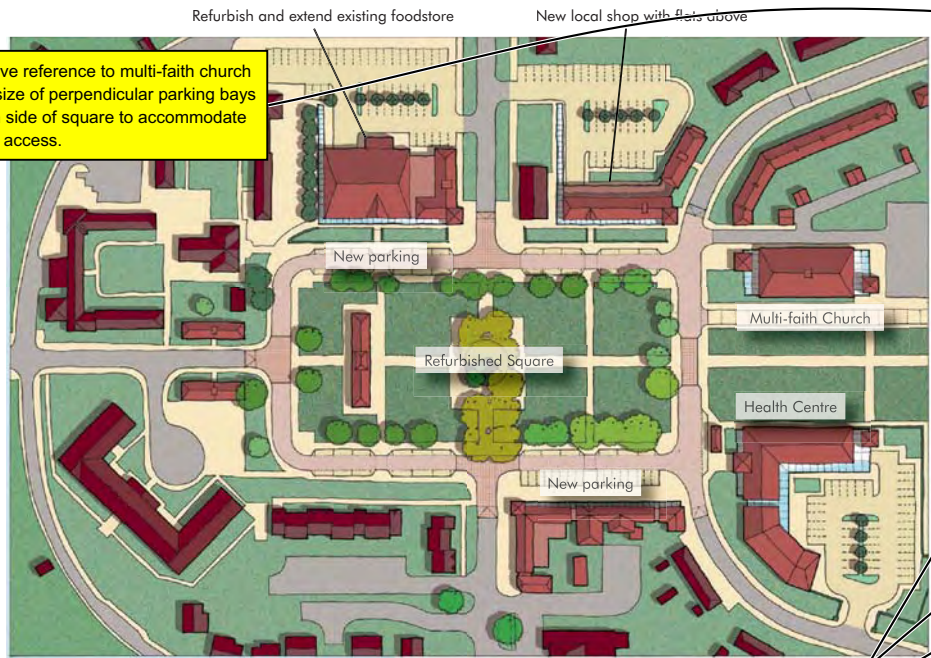 Refurbish and extend existing foodstore
New local shop with flats above
ve reference to multi-faith church
size of perpendicular parking bays
side of square to accommodate
access.
New parking
Multi-faith Church
Refurbished Square
Health Centre
New parking